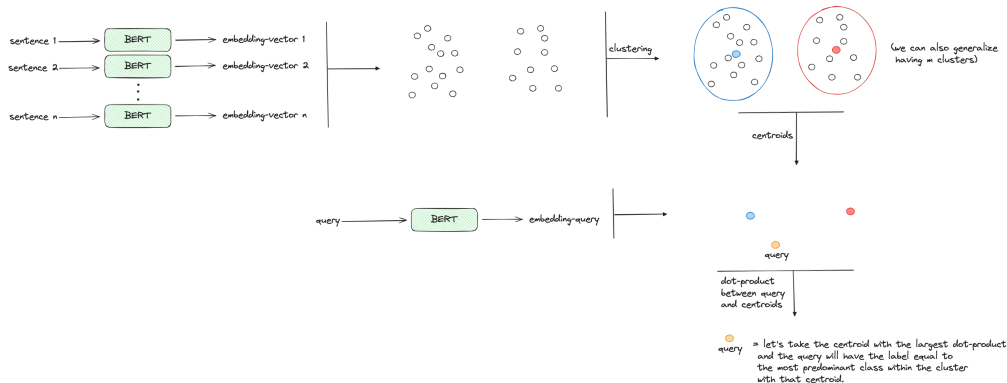 sentence 1
BERT
embedding-vector 1
sentence 2
BERT
embedding-vector 2
sentence n
BERT
embedding-vector n
clustering
(we can also generalize
having m clusters)
centroids
query
BERT
embedding-query
query
dot-product
between query
and centroids
query
= let's take the centroid with the largest dot-product
and the query will have the label equal to
the most predominant class within the cluster
with that centroid.